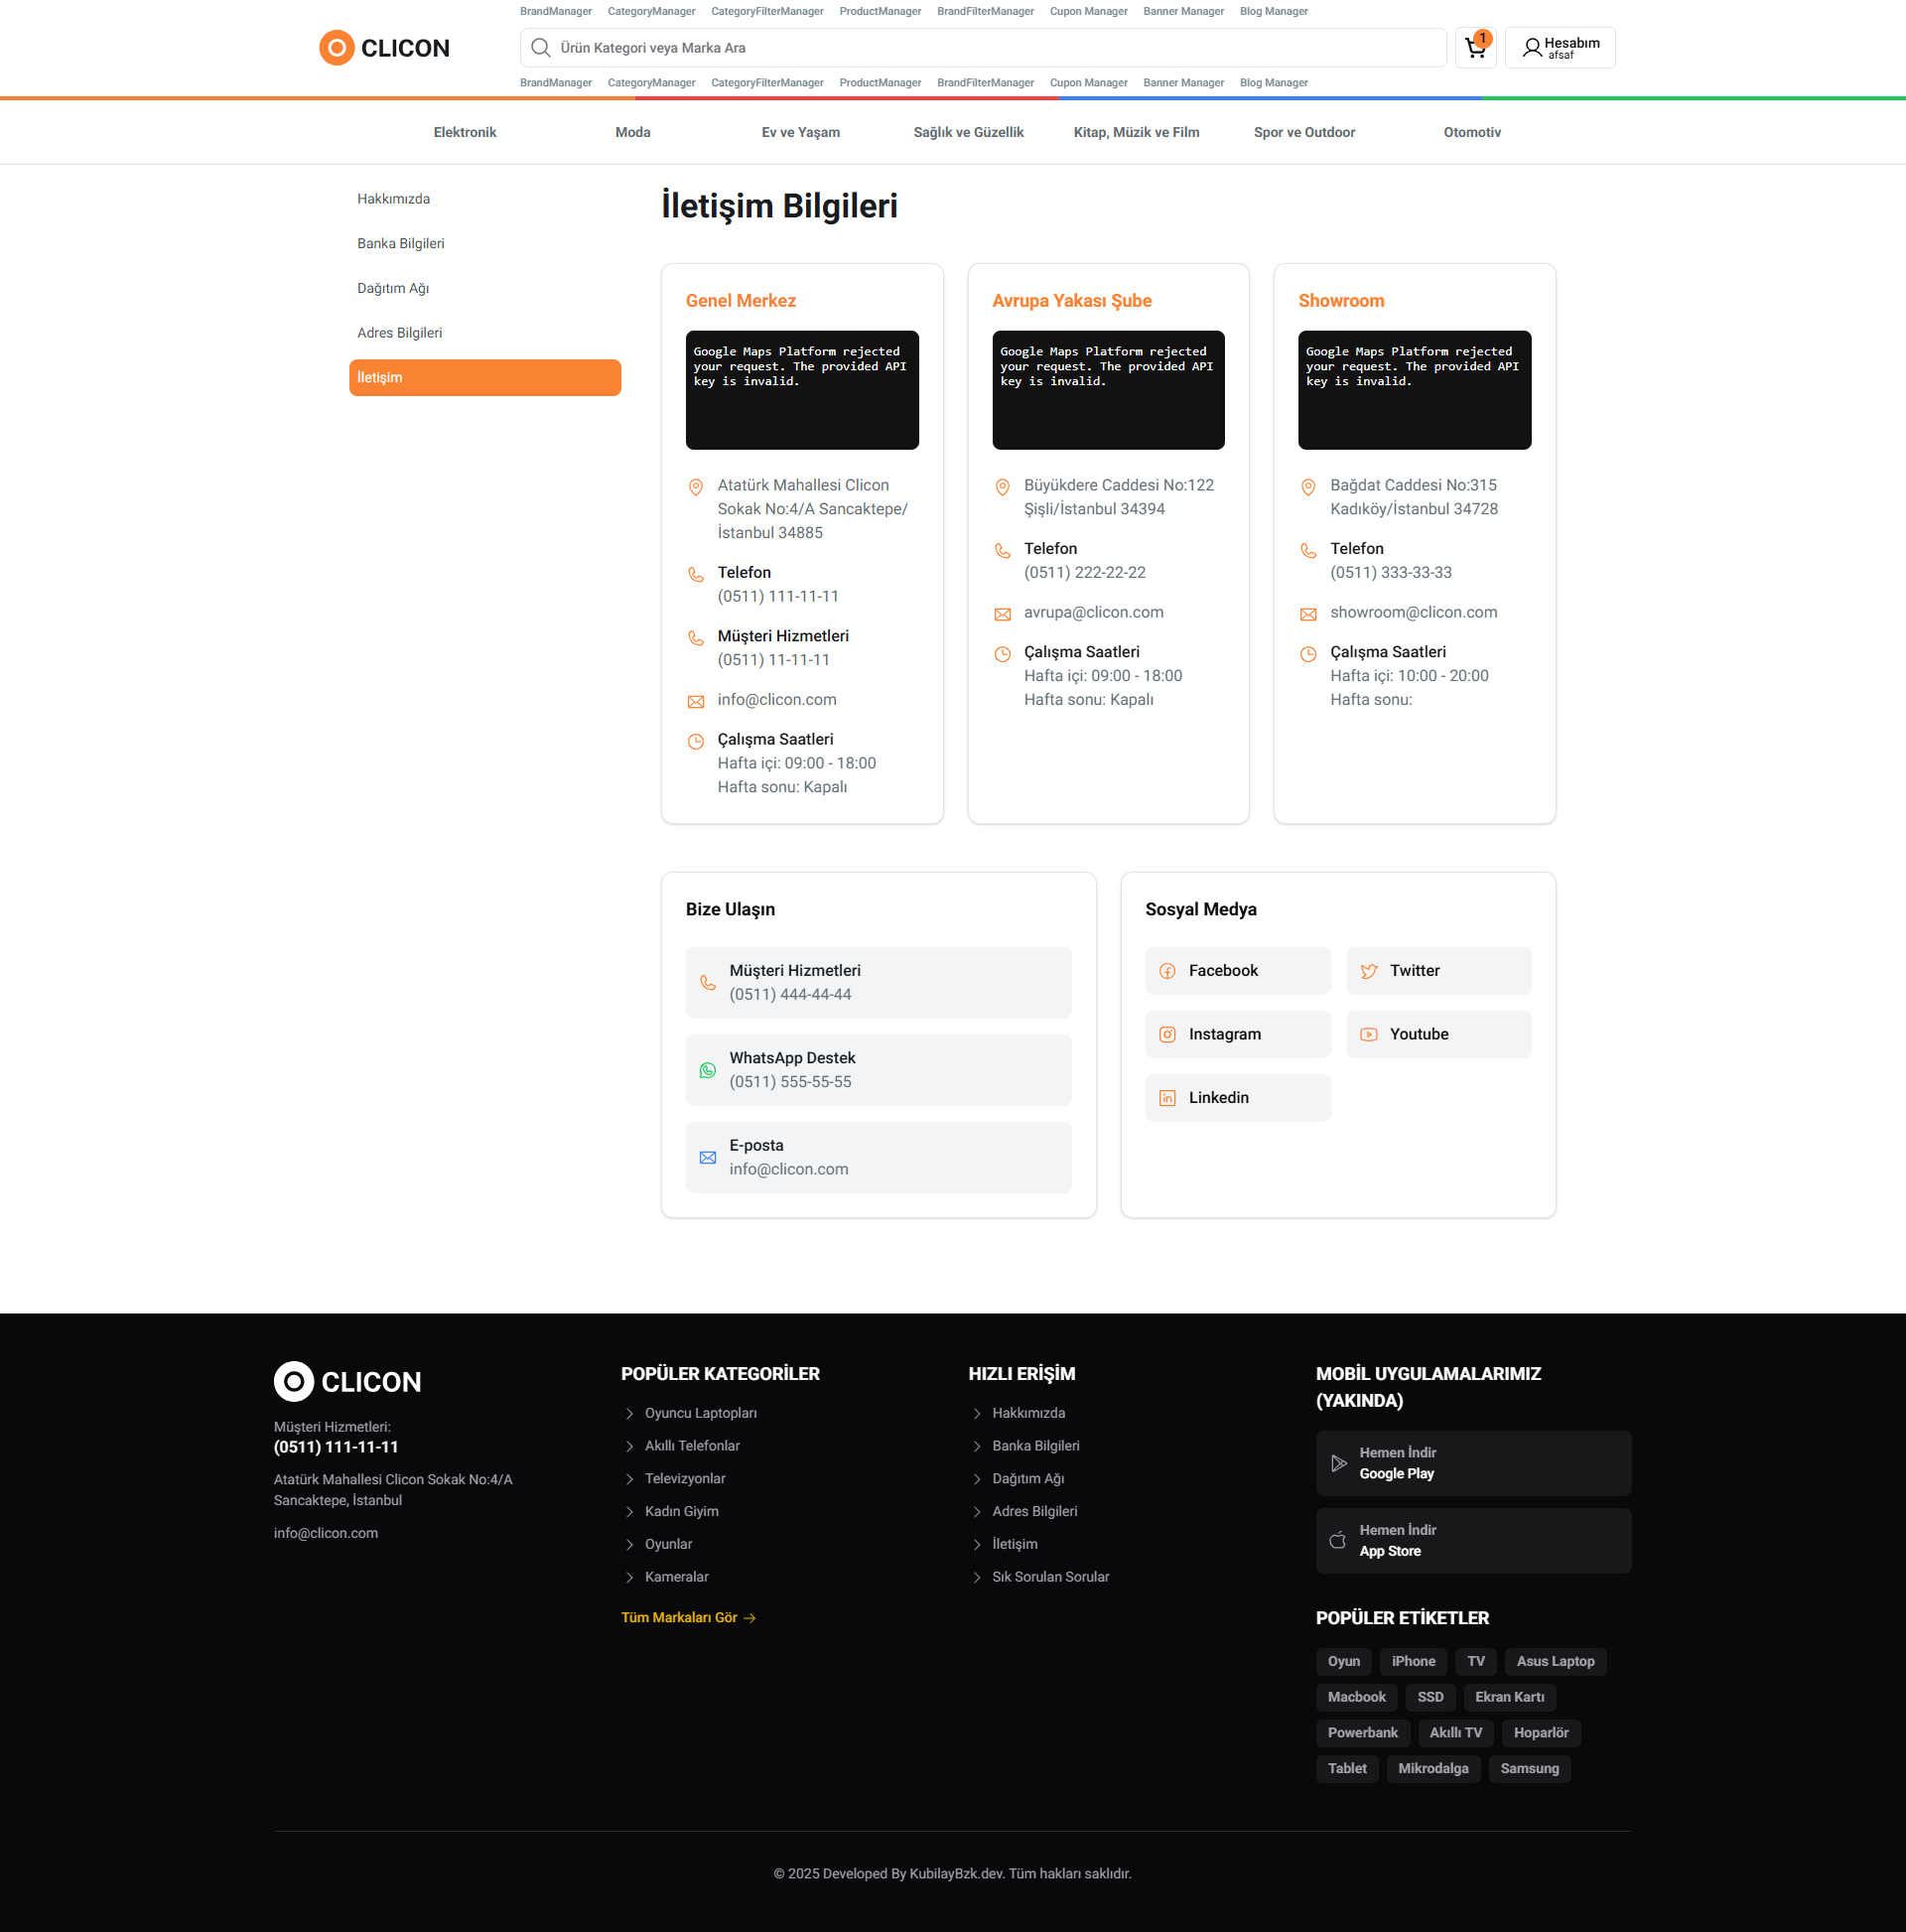 BrandManager CategoryManager CategoryFilterManager ProductManager BrandFilterManager Cupon Manager Banner Manager Blog Manager
CLICON
Ürün Kategori veya Marka Ara
1
Hesabım
afsaf
BrandManager CategoryManager CategoryFilterManager ProductManager BrandFilterManager Cupon Manager Banner Manager Blog Manager
Elektronik Moda Ev ve Yaşam Sağlık ve Güzellik Kitap, Müzik ve Film Spor ve Outdoor Otomotiv
Hakkımızda
Banka Bilgileri
Dağıtım Ağı
Adres Bilgileri
İletişim
İletişim Bilgileri
Genel Merkez
Google Maps Platform rejected
your request. The provided API
key is invalid.
Atatürk Mahallesi Clicon
Sokak No:4/A Sancaktepe/
İstanbul 34885
Telefon
(0511) 111-11-11
Müşteri Hizmetleri
(0511) 11-11-11
info@clicon.com
Çalışma Saatleri
Hafta içi: 09:00 - 18:00
Hafta sonu: Kapalı
Avrupa Yakası Şube
Google Maps Platform rejected
your request. The provided API
key is invalid.
Büyükdere Caddesi No:122
Şişli/İstanbul 34394
Telefon
(0511) 222-22-22
avrupa@clicon.com
Çalışma Saatleri
Hafta içi: 09:00 - 18:00
Hafta sonu: Kapalı
Showroom
Google Maps Platform rejected
your request. The provided API
key is invalid.
Bağdat Caddesi No:315
Kadıköy/İstanbul 34728
Telefon
(0511) 333-33-33
showroom@clicon.com
Çalışma Saatleri
Hafta içi: 10:00 - 20:00
Hafta sonu:
Bize Ulaşın
Müşteri Hizmetleri
(0511) 444-44-44
WhatsApp Destek
(0511) 555-55-55
E-posta
info@clicon.com
Sosyal Medya
Facebook Twitter
Instagram Youtube
Linkedin
CLICON
Müşteri Hizmetleri:
(0511) 111-11-11
Atatürk Mahallesi Clicon Sokak No:4/A
Sancaktepe, İstanbul
info@clicon.com
POPÜLER KATEGORİLER
Oyuncu Laptopları
Akıllı Telefonlar
Televizyonlar
Kadın Giyim
Oyunlar
Kameralar
Tüm Markaları Gör
HIZLI ERİŞİM
Hakkımızda
Banka Bilgileri
Dağıtım Ağı
Adres Bilgileri
İletişim
Sık Sorulan Sorular
MOBİL UYGULAMALARIMIZ
(YAKINDA)
Hemen İndir
Google Play
Hemen İndir
App Store
POPÜLER ETİKETLER
Oyun iPhone TV Asus Laptop
Macbook SSD Ekran Kartı
Powerbank Akıllı TV Hoparlör
Tablet Mikrodalga Samsung
© 2025 Developed By KubilayBzk.dev. Tüm hakları saklıdır.